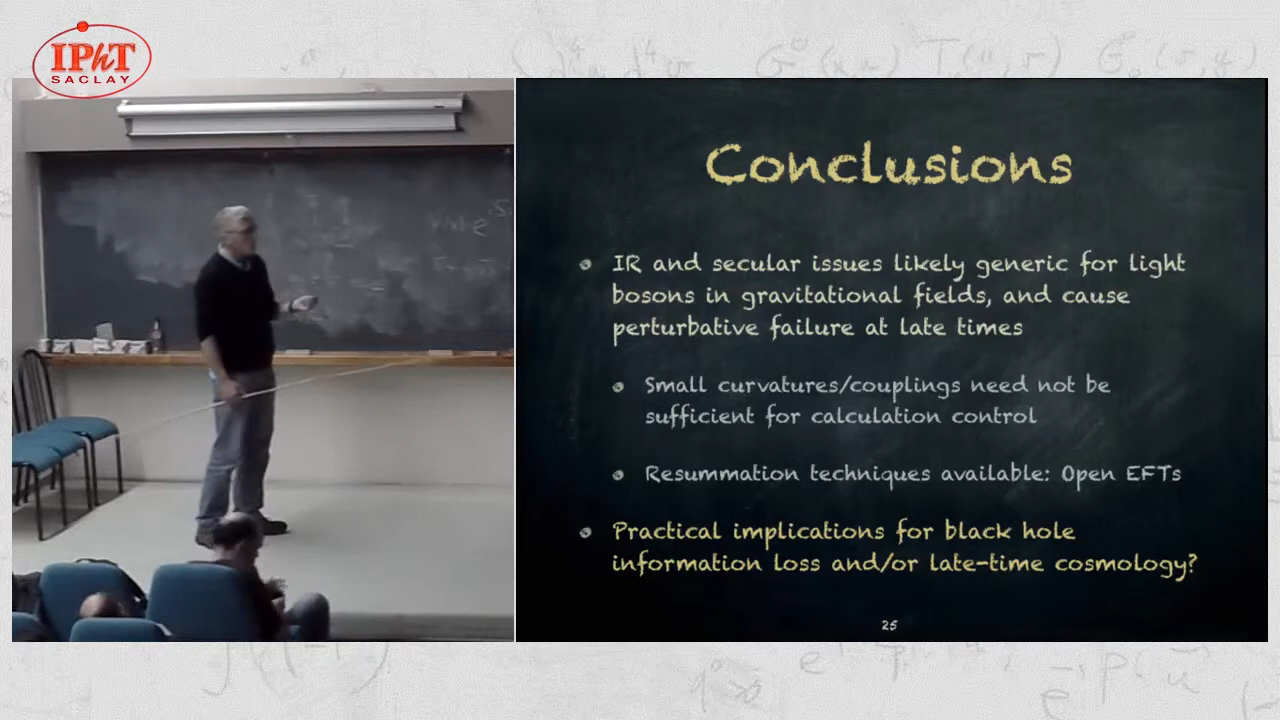 IPhT
SACLAY
Conclusions
IR and secular issues likely generic for light
bosons in gravitational fields, and cause
perturbative failure at late times
Small curvatures/couplings need not be
sufficient for calculation control
Resummation techniques available: Open EFTs
Practical implications for black hole
information loss and/or late-time cosmology?
25